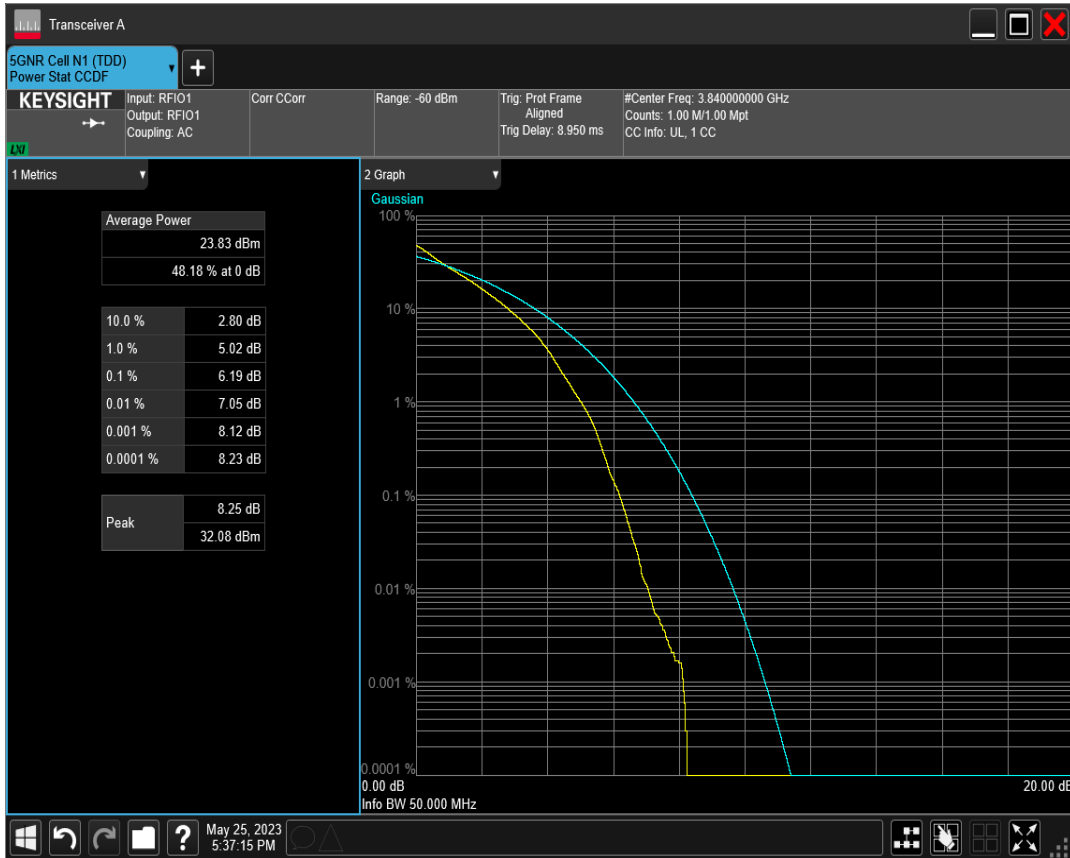 Transceiver A
5GNR Cell N1 (TDD)
Power Stat CCDF
+
KEYSIGHT
LXI
Input: RFIO1
Output: RFIO1
Coupling: AC
Corr CCorr
Range: -60 dBm
Trig: Prot Frame
Aligned
Trig Delay: 8.950 ms
#Center Freq: 3.840000000 GHz
Counts: 1.00 M/1.00 Mpt
CC Info: UL, 1 CC
1 Metrics
Average Power
23.83 dBm
48.18 % at 0 dB
10.0 % 2.80 dB
1.0 % 5.02 dB
0.1 % 6.19 dB
0.01 % 7.05 dB
0.001 % 8.12 dB
0.0001 % 8.23 dB
Peak 8.25 dB
32.08 dBm
2 Graph
Gaussian
100 %
10 %
1 %
0.1 %
0.01 %
0.001 %
0.0001 %
0.00 dB 20.00 dB
Info BW 50.000 MHz
?
May 25, 2023
5:37:15 PM